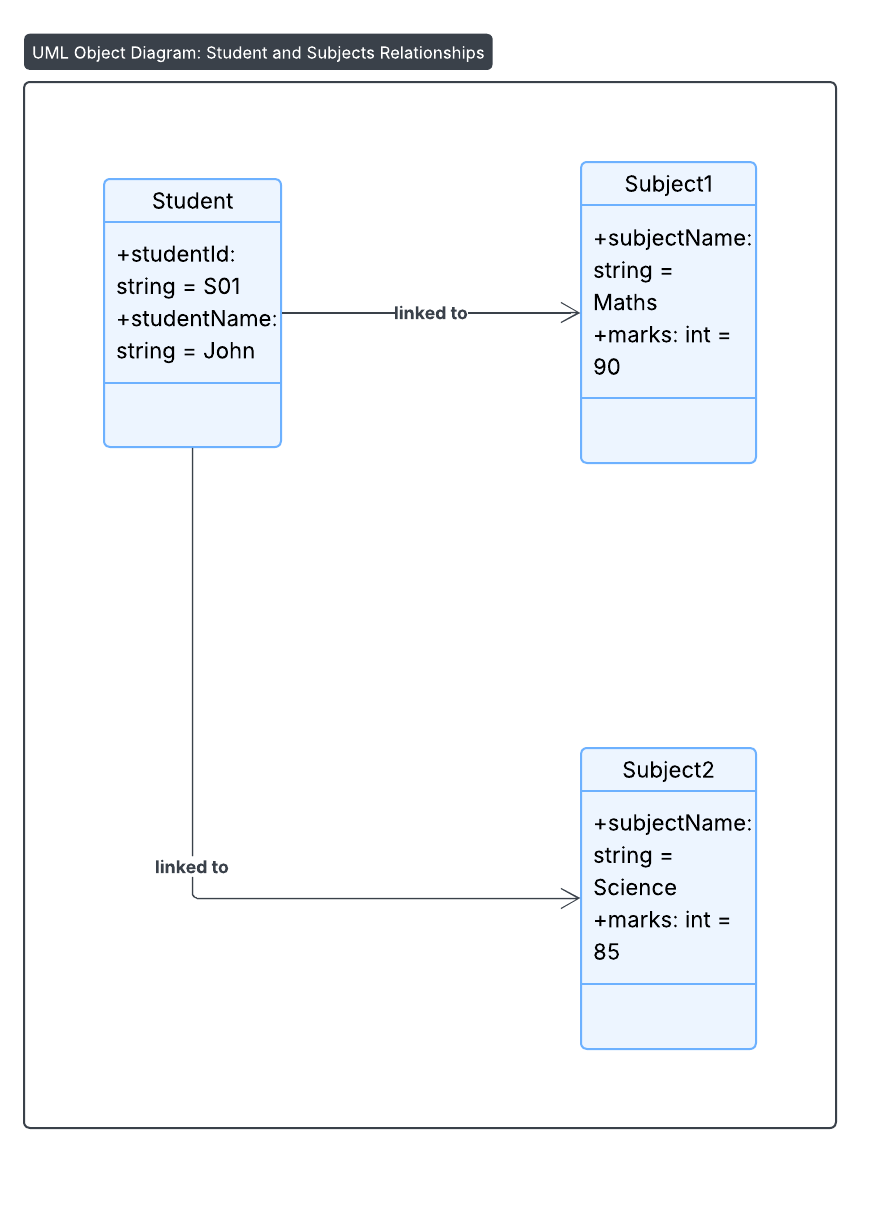 UML Object Diagram: Student and Subjects Relationships
Student
+studentId:
string = S01
+studentName:
string = John
linked to
Subject1
+subjectName:
string =
Maths
+marks: int =
90
linked to
Subject2
+subjectName:
string =
Science
+marks: int =
85